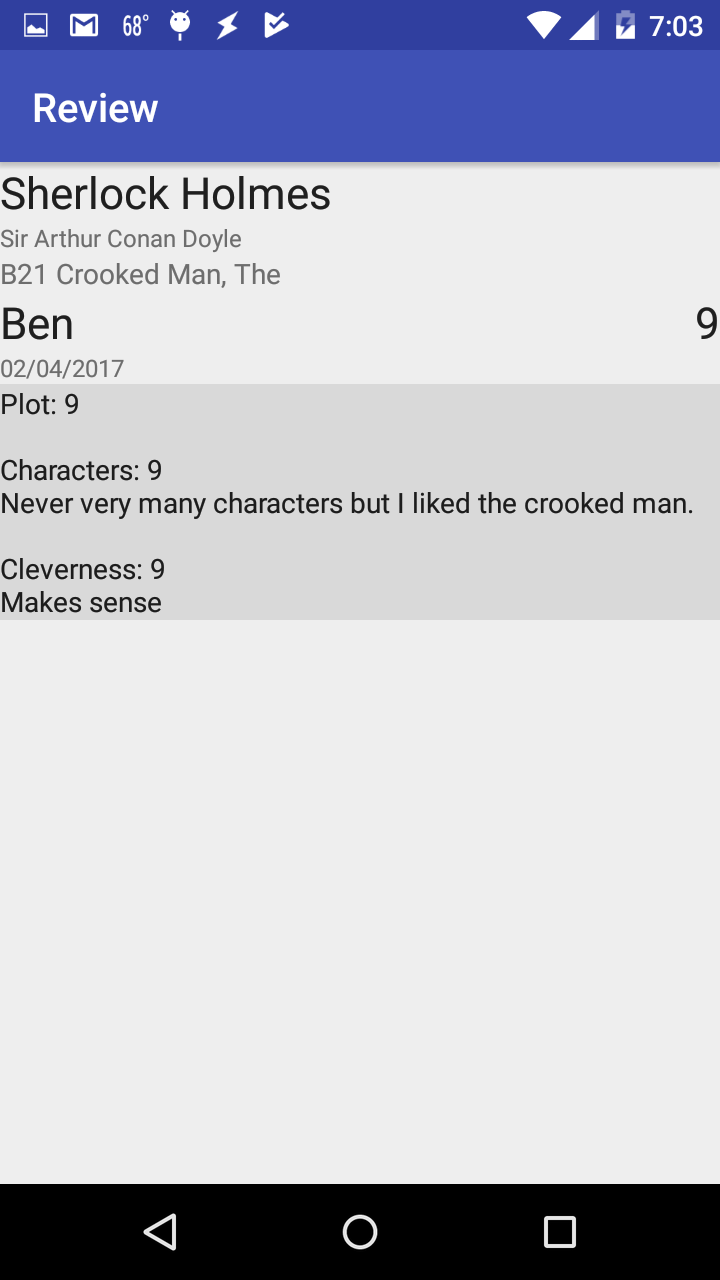 68°
7:03
Review
Sherlock Holmes
Sir Arthur Conan Doyle
B21 Crooked Man, The
Ben 9
02/04/2017
Plot: 9
Characters: 9
Never very many characters but I liked the crooked man.
Cleverness: 9
Makes sense